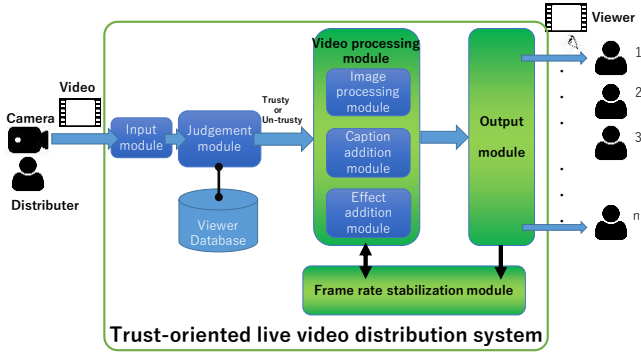 Video
Camera
Distributer
Input
module
Judgement
module
Viewer
Database
Trusty
or
Un-trusty
Video processing
module
Image
processing
module
Caption
addition
module
Effect
addition
module
Output
module
Viewer
1
2
3
n
Frame rate stabilization module
Trust-oriented live video distribution system